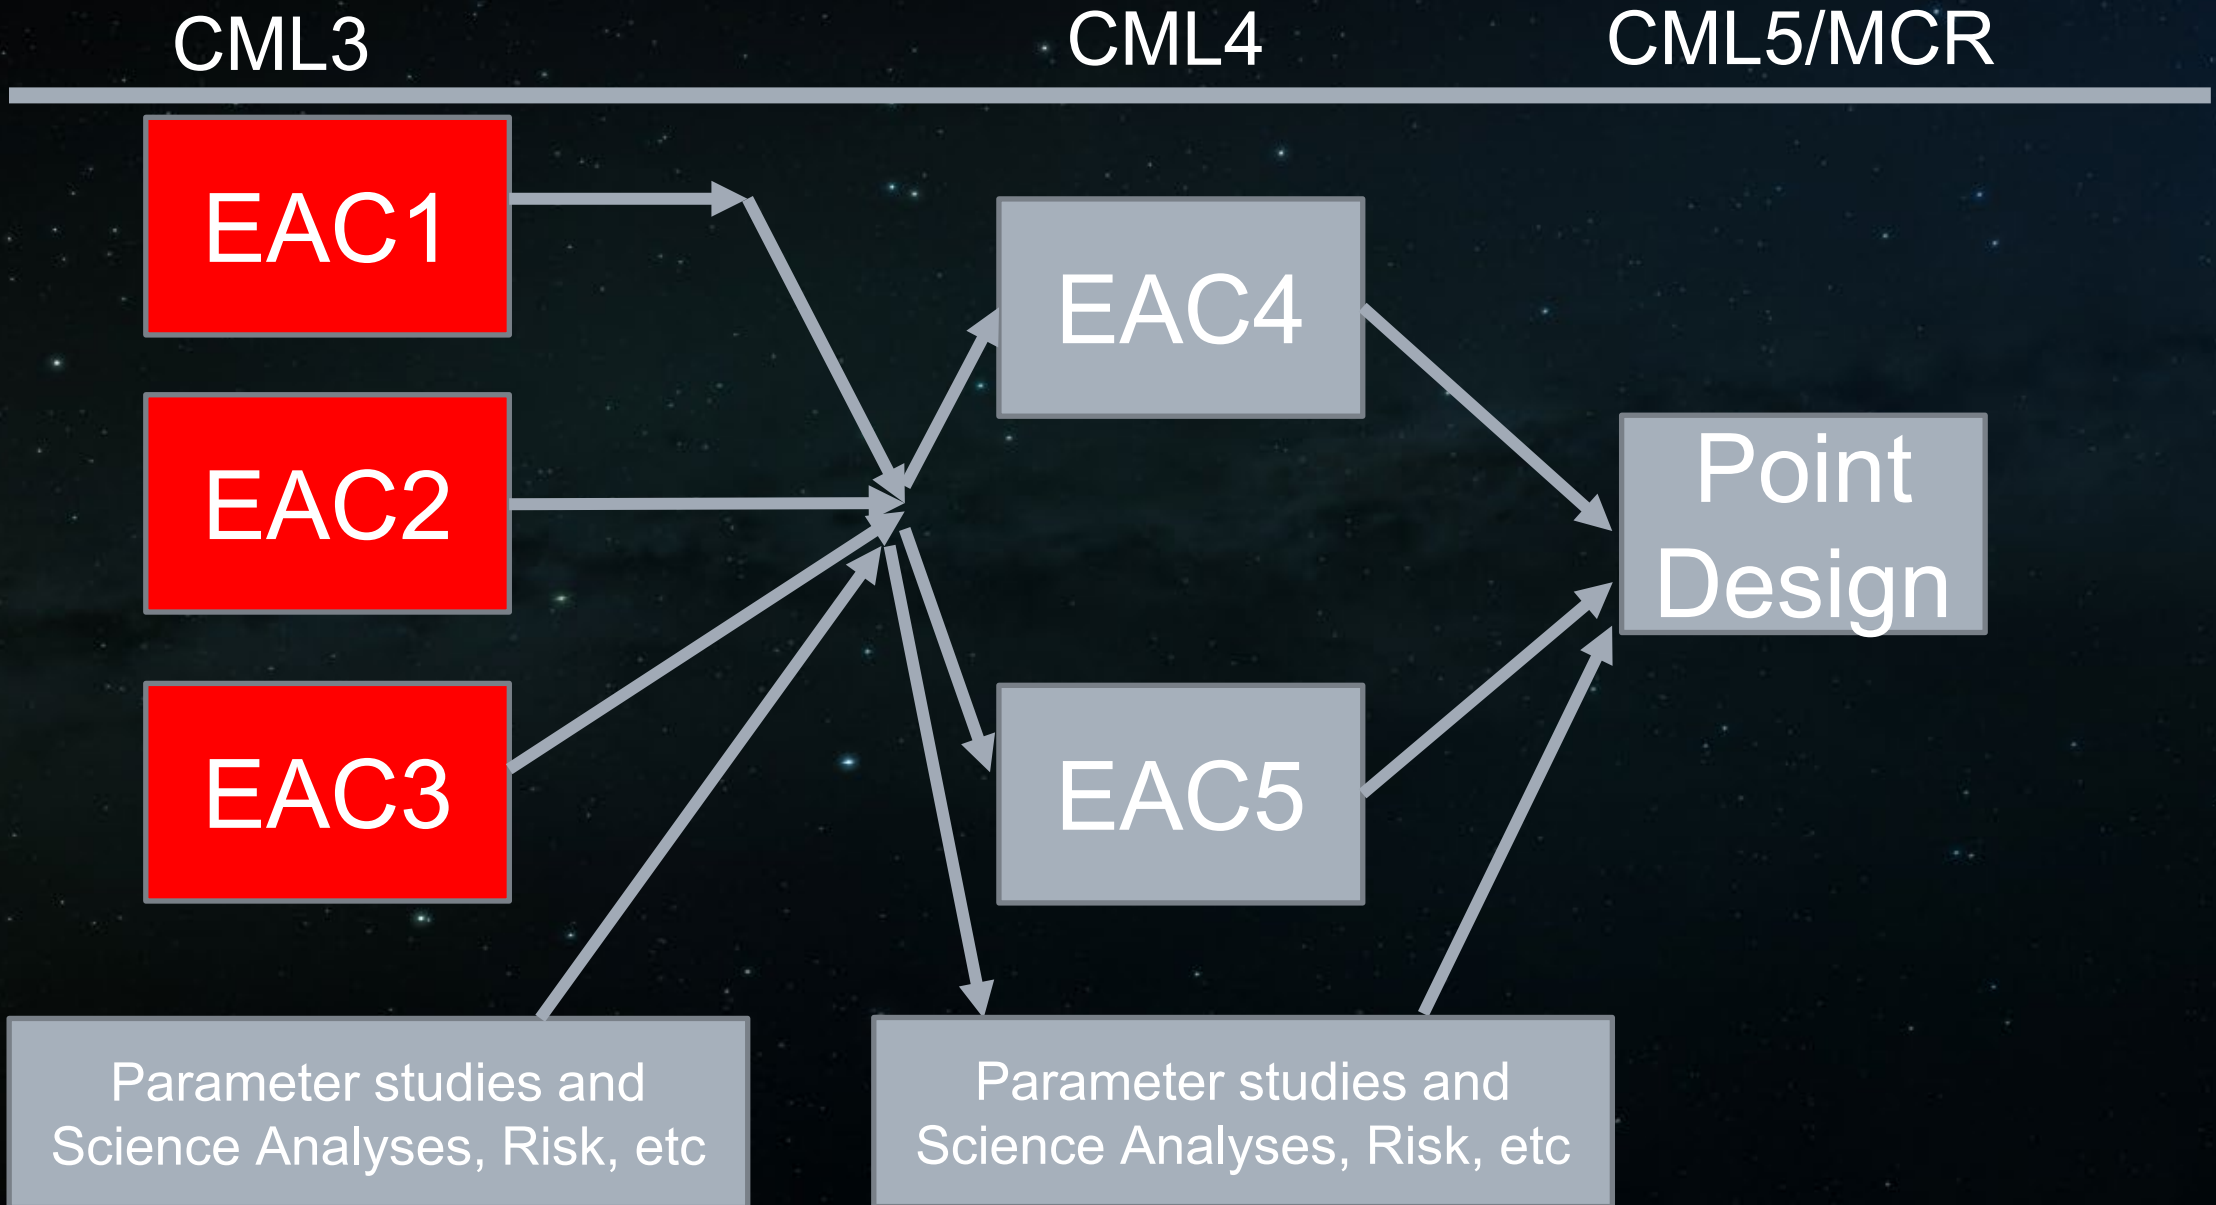 CML3
CML4
CML5/MCR
EAC1
EAC2
EAC3
Parameter studies and
Science Analyses, Risk, etc
EAC4
EAC5
Parameter studies and
Science Analyses, Risk, etc
Point
Design